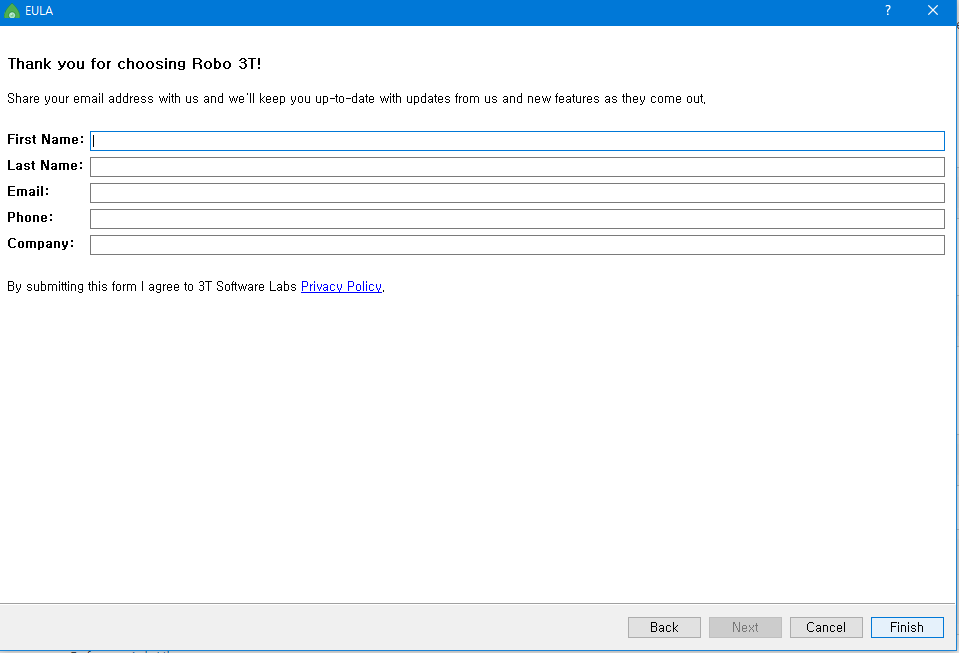 EULA
Thank you for choosing Robo 3T!
Share your email address with us and we'll keep you up-to-date with updates from us and new features as they come out.
First Name:
Last Name:
Email:
Phone:
Company:
By submitting this form I agree to 3T Software Labs Privacy Policy.
Back Next Cancel Finish